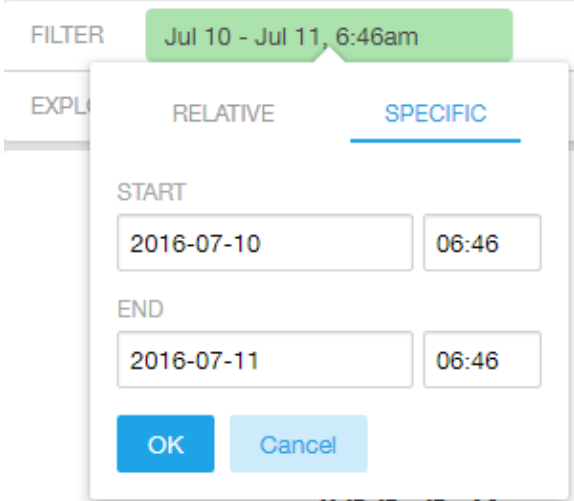 FILTER Jul 10 - Jul 11, 6:46am
EXPL
RELATIVE SPECIFIC
START
2016-07-10 06:46
END
2016-07-11 06:46
OK Cancel